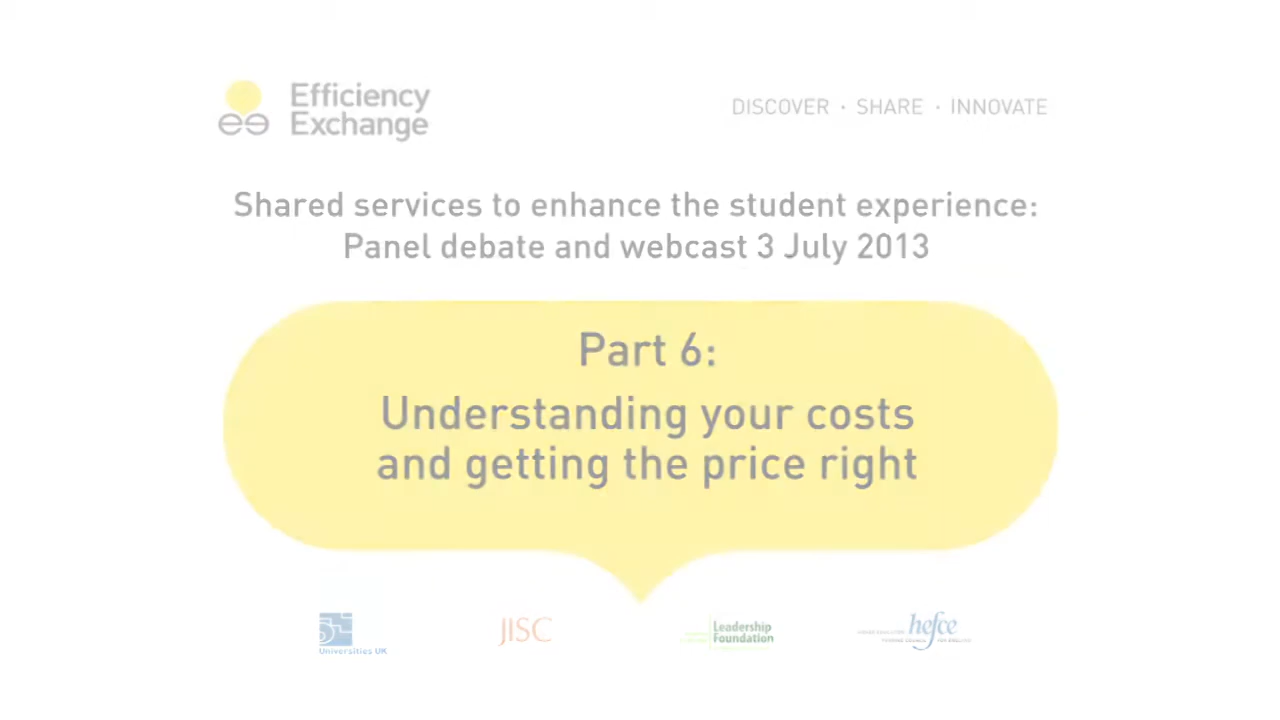 Efficiency
Exchange
DISCOVER · SHARE · INNOVATE
Shared services to enhance the student experience:
Panel debate and webcast 3 July 2013
Part 6:
Understanding your costs
and getting the price right
Universities UK
JISC
Leadership
Foundation
hefce